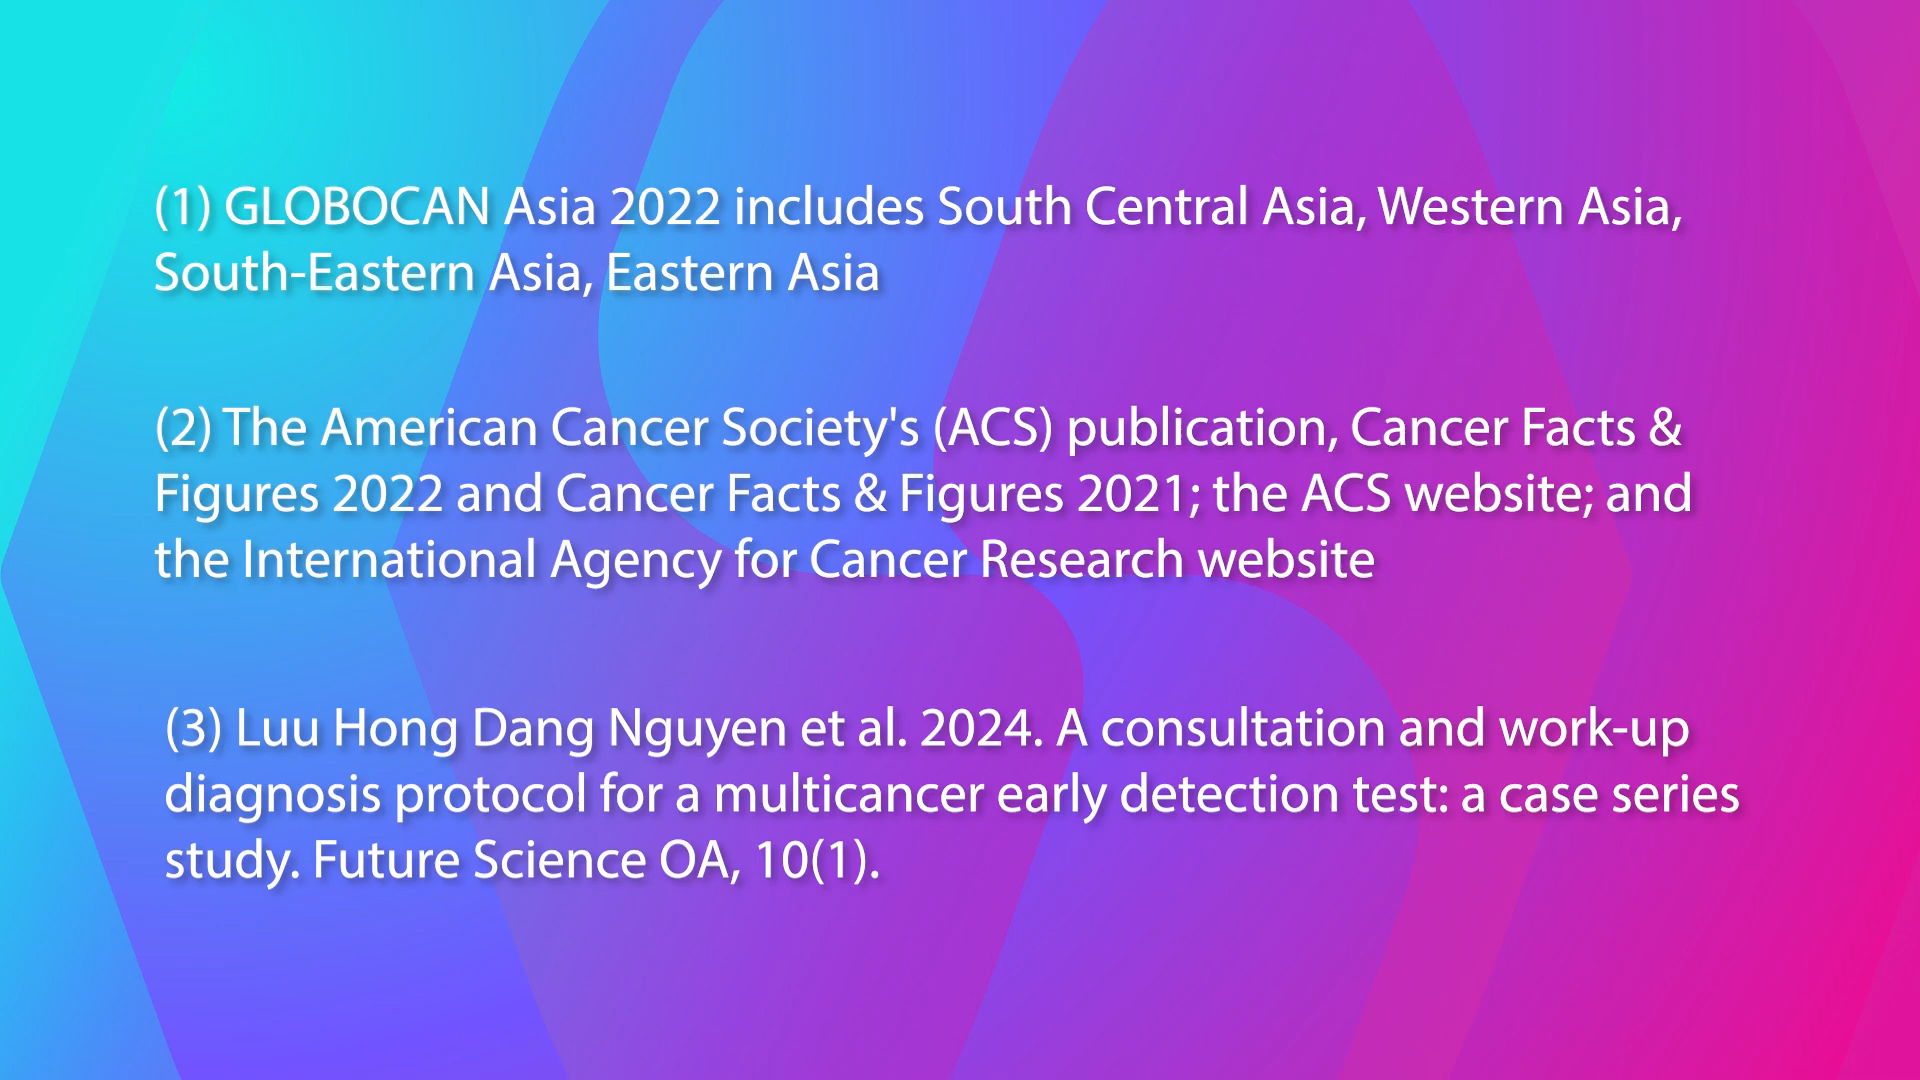 (1) GLOBOCAN Asia 2022 includes South Central Asia, Western Asia,
South-Eastern Asia, Eastern Asia
(2) The American Cancer Society's (ACS) publication, Cancer Facts &
Figures 2022 and Cancer Facts & Figures 2021; the ACS website; and
the International Agency for Cancer Research website
(3) Luu Hong Dang Nguyen et al. 2024. A consultation and work-up
diagnosis protocol for a multicancer early detection test: a case series
study. Future Science OA, 10(1).